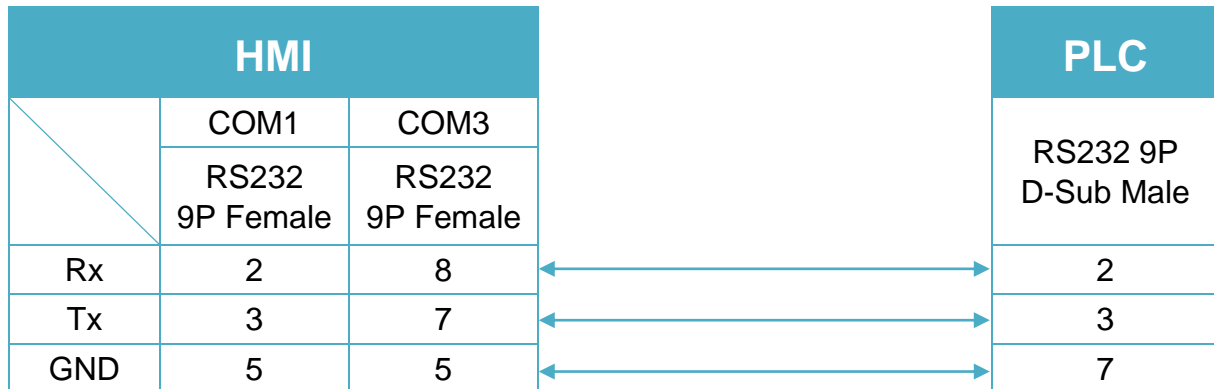 HMI PLC
COM1 COM3
RS232 9P
D-Sub Male
RS232
9P Female
RS232
9P Female
Rx 2 8 2
Tx 3 7 3
GND 5 5 7